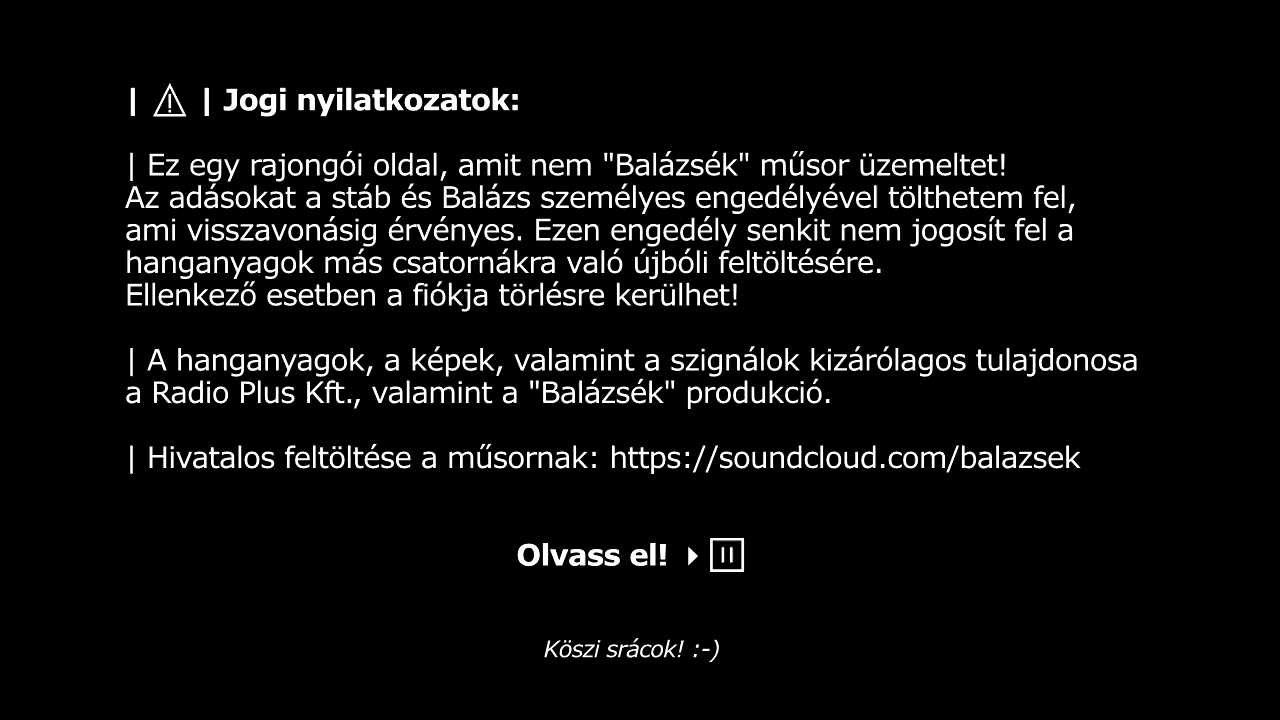 | ⚠ | Jogi nyilatkozatok:
| Ez egy rajongói oldal, amit nem "Balázsék" műsor üzemeltet!
Az adásokat a stáb és Balázs személyes engedélyével tölthetem fel,
ami visszavonásig érvényes. Ezen engedély senkit nem jogosít fel a
hanganyagok más csatornákra való újbóli feltöltésére.
Ellenkező esetben a fiókja törlésre kerülhet!
| A hanganyagok, a képek, valamint a szignálok kizárólagos tulajdonosa
a Radio Plus Kft., valamint a "Balázsék" produkció.
| Hivatalos feltöltése a műsornak: https://soundcloud.com/balazsek
Olvass el!
Köszi srácok! :-)